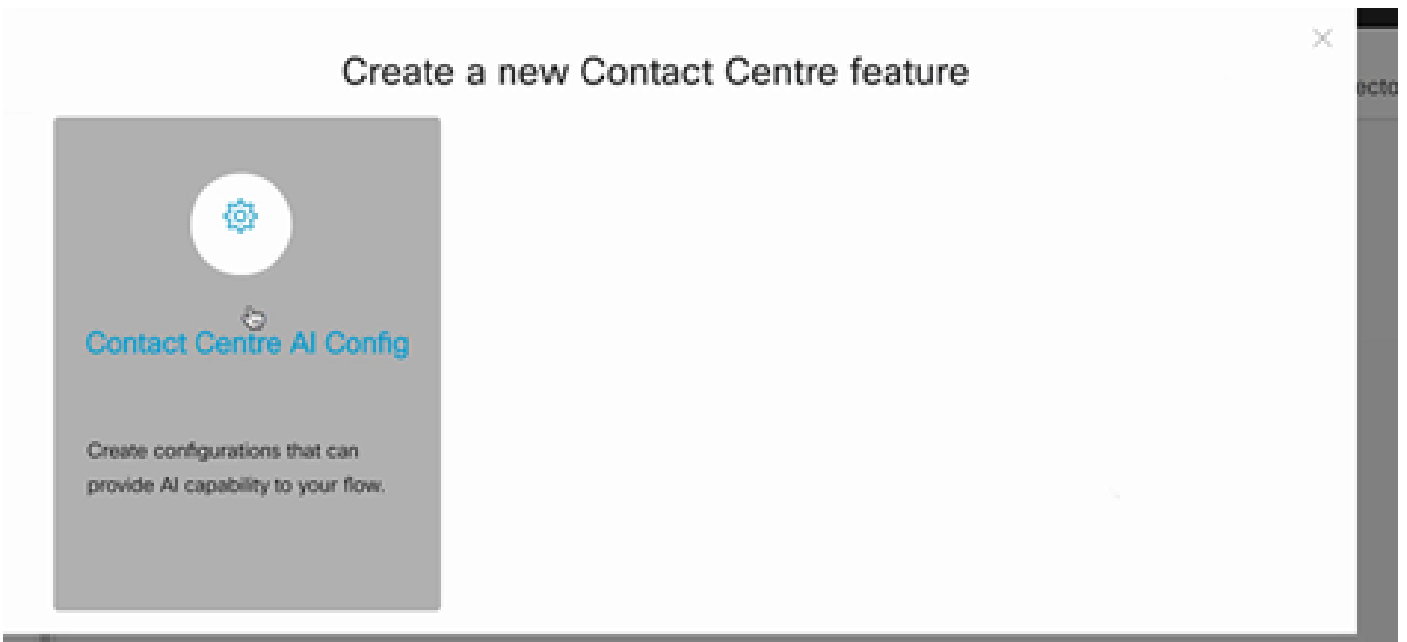 Create a new Contact Centre feature
Contact Centre AI Config
Create configurations that can
provide AI capability to your flow.